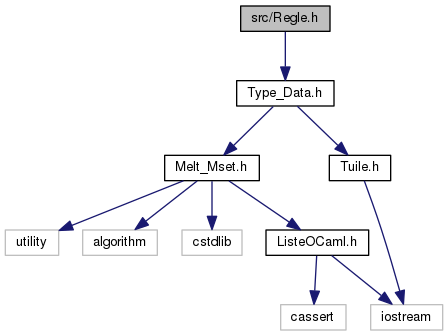 src/Regle.h
Type_Data.h
Melt_Mset.h
Tuile.h
utility
algorithm
cstdlib
ListeOCaml.h
cassert
iostream